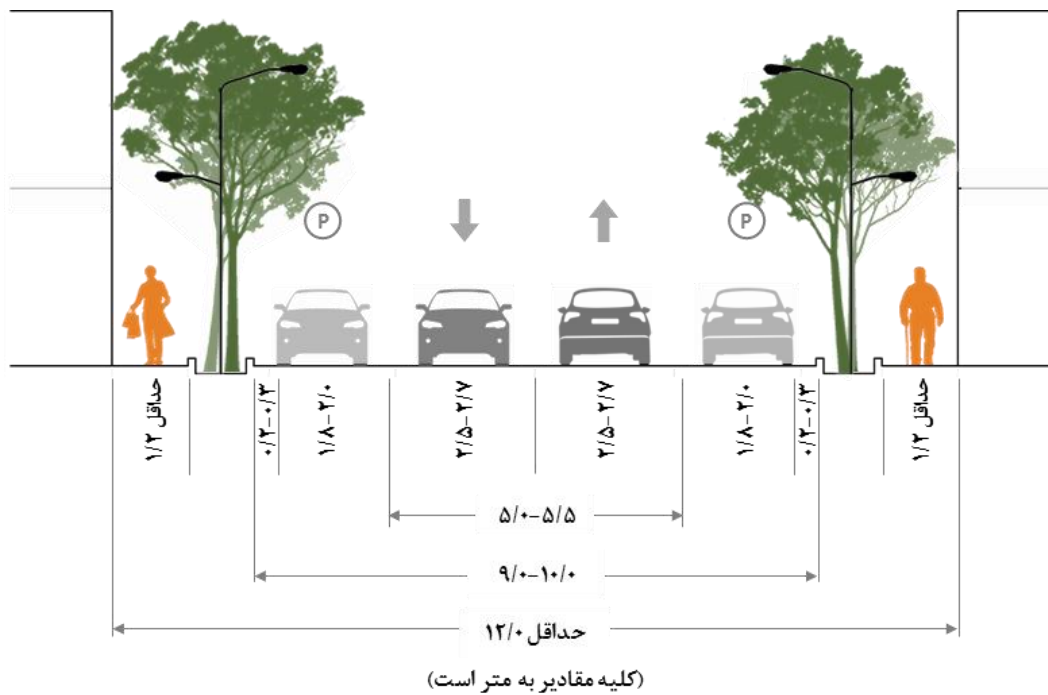 P
P
حداقل ۱/۲
۰/۲-۰/۳
۱/۸-۲/۰
۲/۵-۲/۷
۲/۵-۲/۷
۱/۸-۲/۰
۰/۲-۰/۳
حداقل ۱/۲
۵/۰-۵/۵
۹/۰-۱۰/۰
حداقل ۱۲/۰
(کلیه مقادیر به متر است)